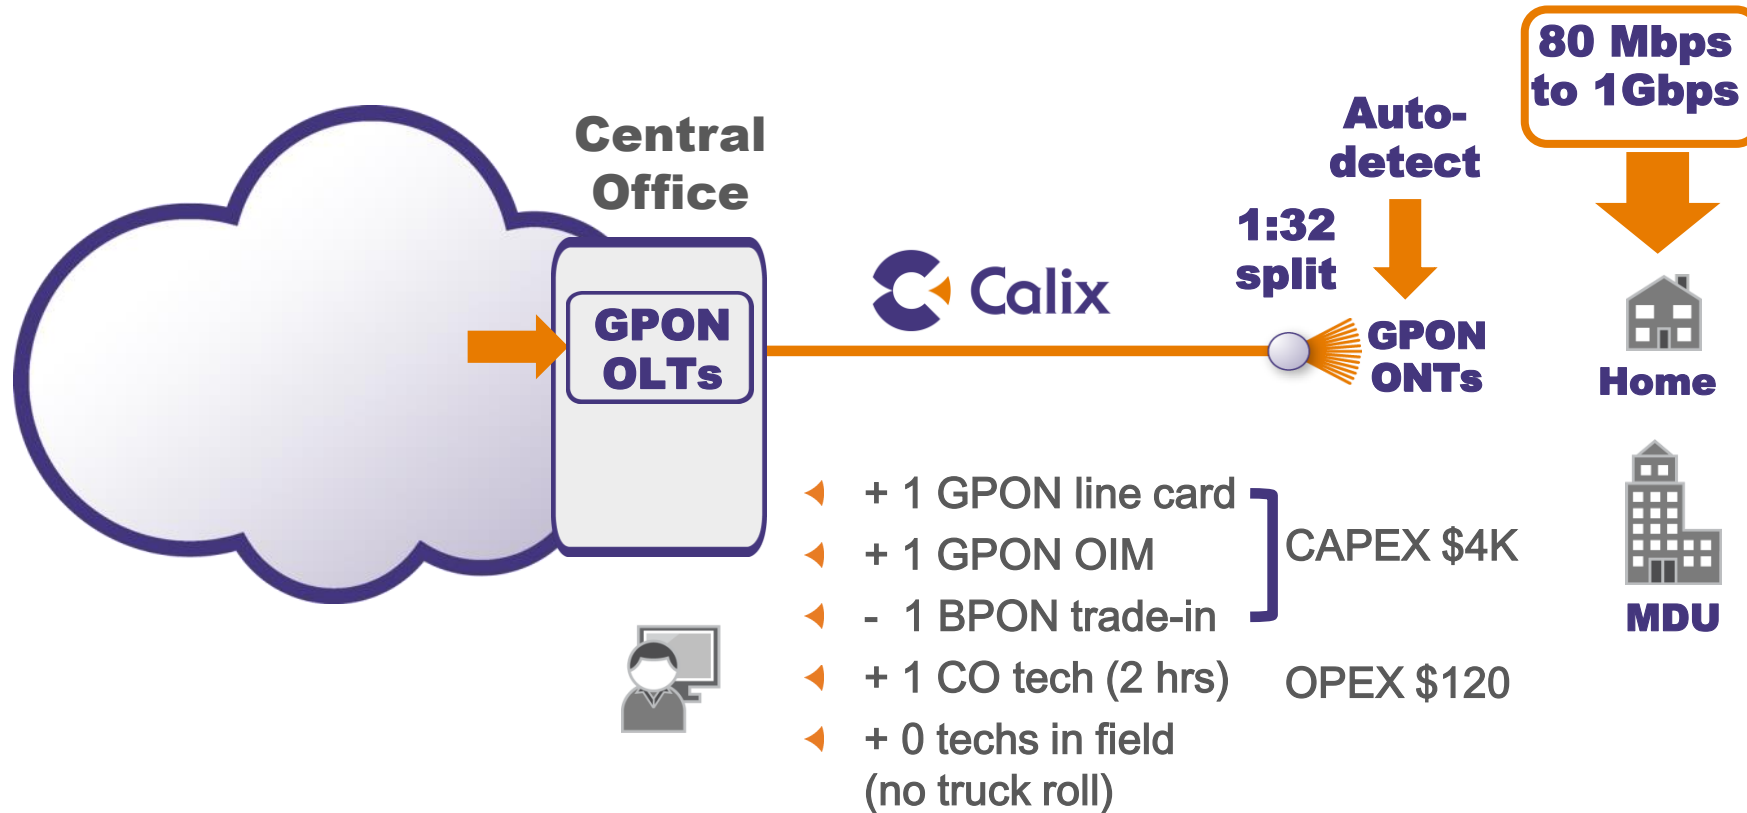 80 Mbps
to 1Gbps
Auto-
detect
Central
Office
1:32
split
Calix
GPON
OLTs
GPON
ONTs
Home
+ 1 GPON line card
+ 1 GPON OIM
- 1 BPON trade-in
CAPEX $4K
MDU
+ 1 CO tech (2 hrs)
OPEX $120
+ 0 techs in field
(no truck roll)